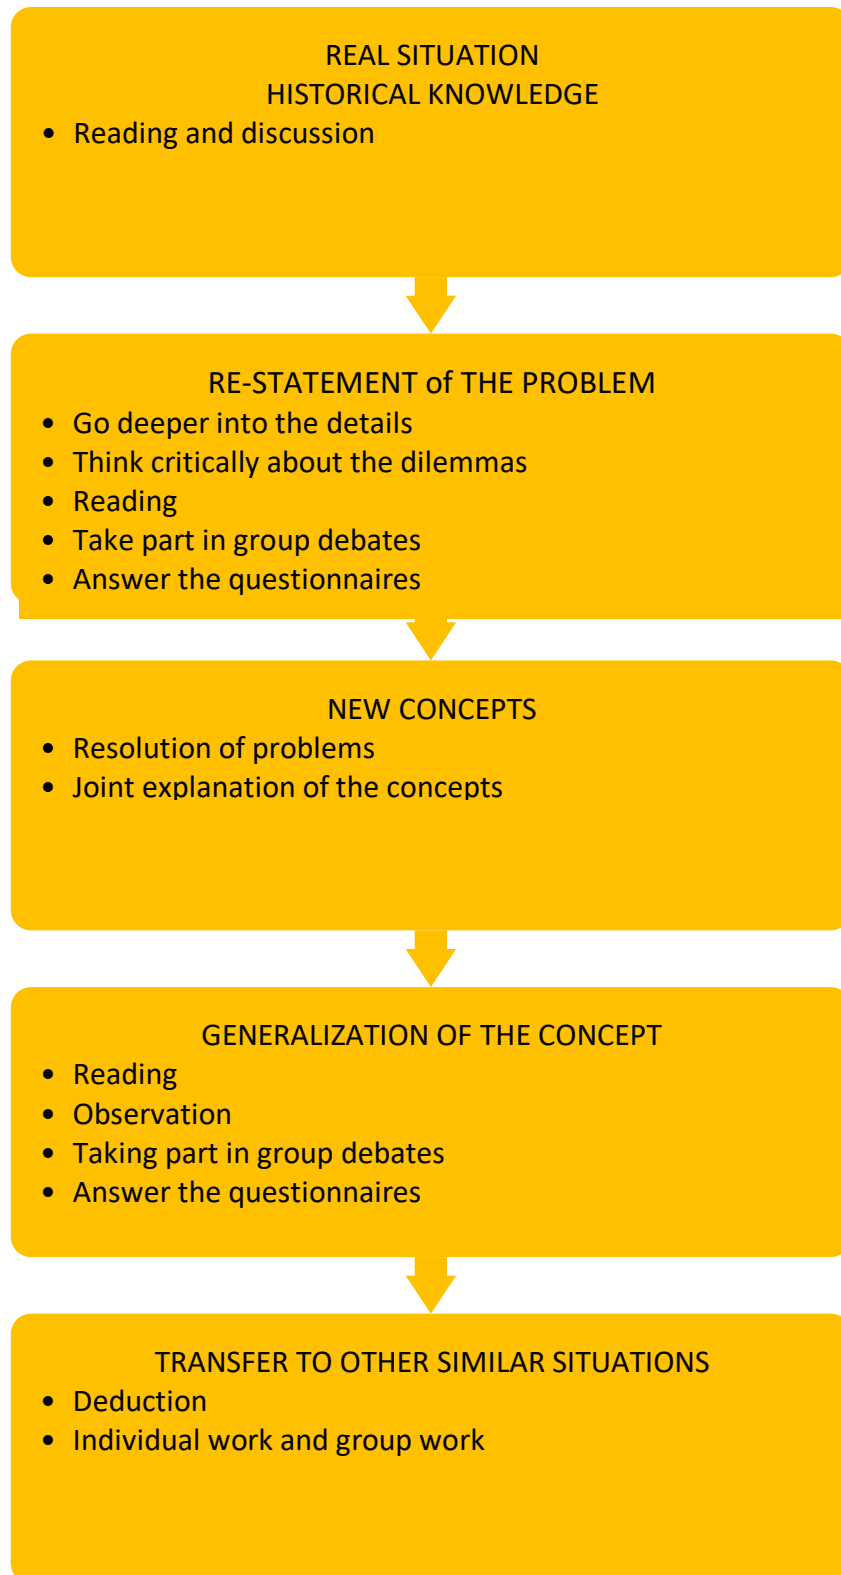 REAL SITUATION
HISTORICAL KNOWLEDGE
• Reading and discussion
RE-STATEMENT of THE PROBLEM
• Go deeper into the details
• Think critically about the dilemmas
• Reading
• Take part in group debates
• Answer the questionnaires
NEW CONCEPTS
• Resolution of problems
• Joint explanation of the concepts
GENERALIZATION OF THE CONCEPT
• Reading
• Observation
• Taking part in group debates
• Answer the questionnaires
TRANSFER TO OTHER SIMILAR SITUATIONS
• Deduction
• Individual work and group work